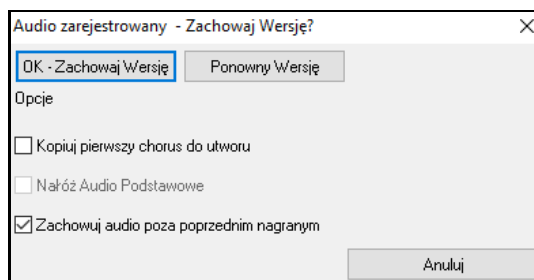 Audio zarejestrowany - Zachowaj Wersję?
OK - Zachowaj Wersję Ponowny Wersję
Opcje
Kopiuj pierwszy chorus do utworu
Nałóż Audio Podstawowe
Zachowuj audio poza poprzednim nagranym
Anuluj